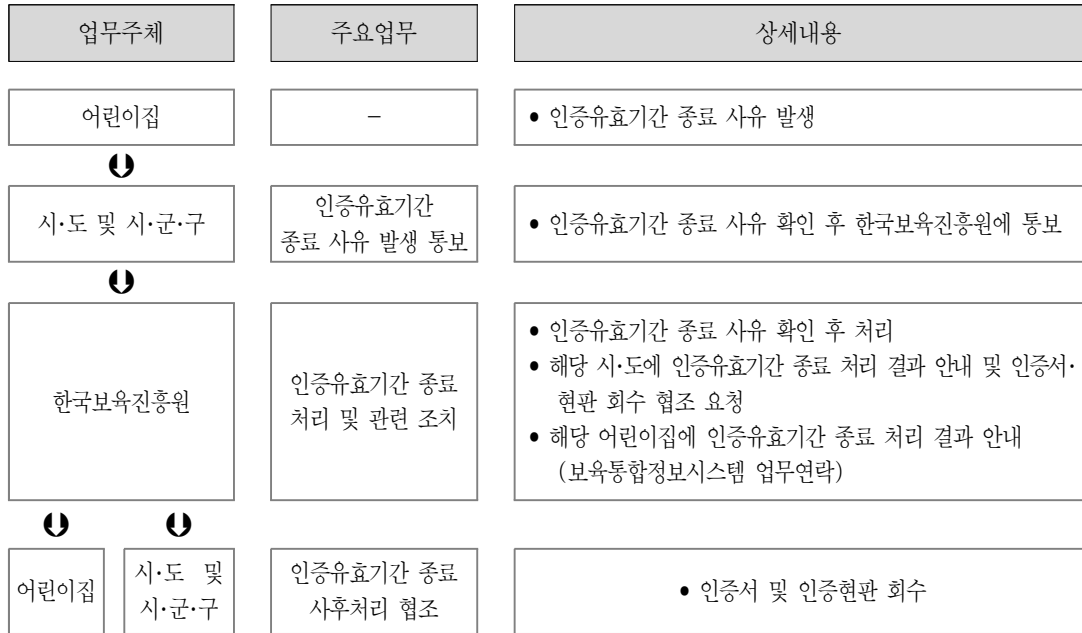 업무주체 주요업무 상세내용
어린이집 – • 인증유효기간 종료 사유 발생
시·도 및 시·군·구
인증유효기간
종료 사유 발생 통보
• 인증유효기간 종료 사유 확인 후 한국보육진흥원에 통보
한국보육진흥원
인증유효기간 종료
처리 및 관련 조치
• 인증유효기간 종료 사유 확인 후 처리
• 해당 시·도에 인증유효기간 종료 처리 결과 안내 및 인증서·
현판 회수 협조 요청
• 해당 어린이집에 인증유효기간 종료 처리 결과 안내
(보육통합정보시스템 업무연락)
어린이집
시·도 및
시·군·구
인증유효기간 종료
사후처리 협조
• 인증서 및 인증현판 회수